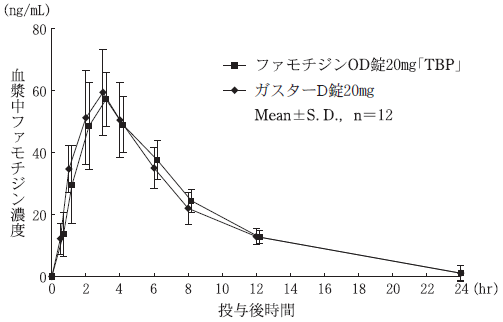 (ng/mL)
80
60
40
20
0
血漿中ファモチジン濃度
ファモチジンOD錠20mg｢TBP｣
ガスターD錠20mg
Mean±S.D., n＝12
0 2 4 6 8 10 12 14 16 18 20 22 24 (hr)
投与後時間